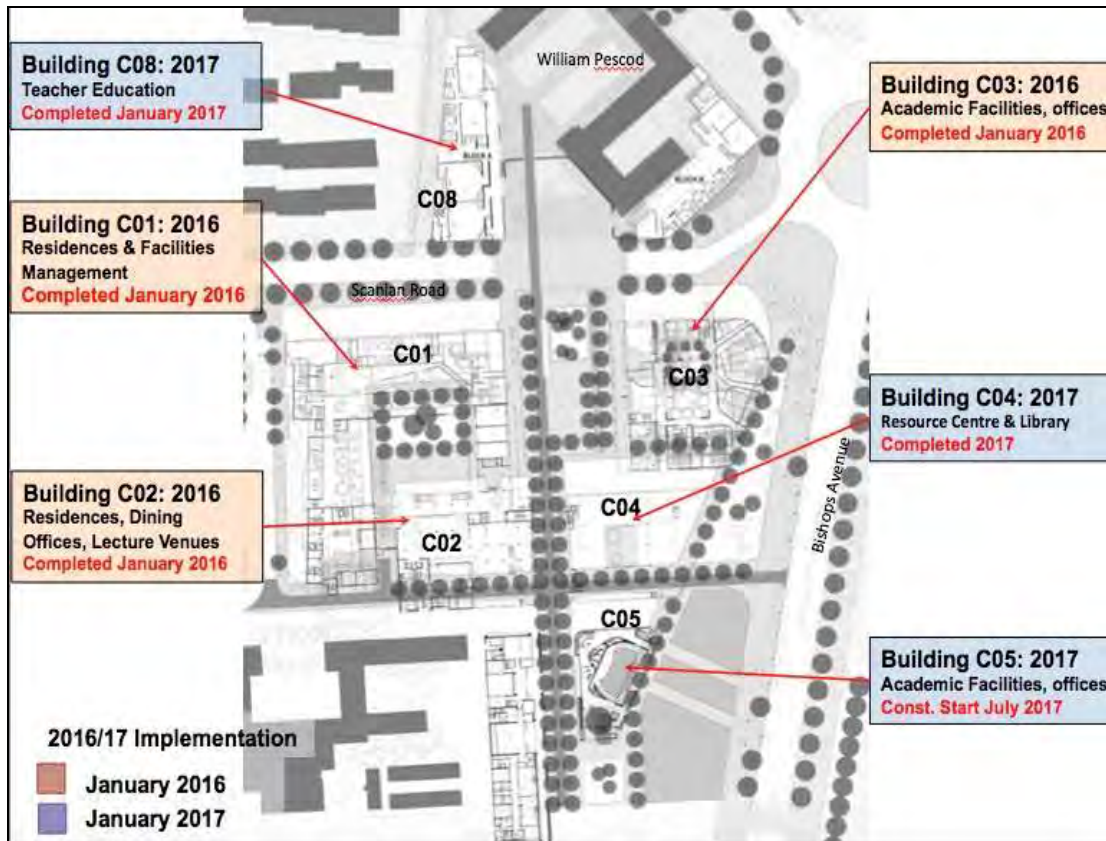 Building C08: 2017
Teacher Education
Completed January 2017
William Pescod
Building C03: 2016
Academic Facilities, offices
Completed January 2016
BLOCK A
C08
Building C01: 2016
Residences & Facilities
Management
Completed January 2016
Scanlan Road
C01
C03
Building C04: 2017
Resource Centre & Library
Completed 2017
Bishops Avenue
Building C02: 2016
Residences, Dining
Offices, Lecture Venues
Completed January 2016
C04
C02
C05
Building C05: 2017
Academic Facilities, offices
Const. Start July 2017
2016/17 Implementation
January 2016
January 2017